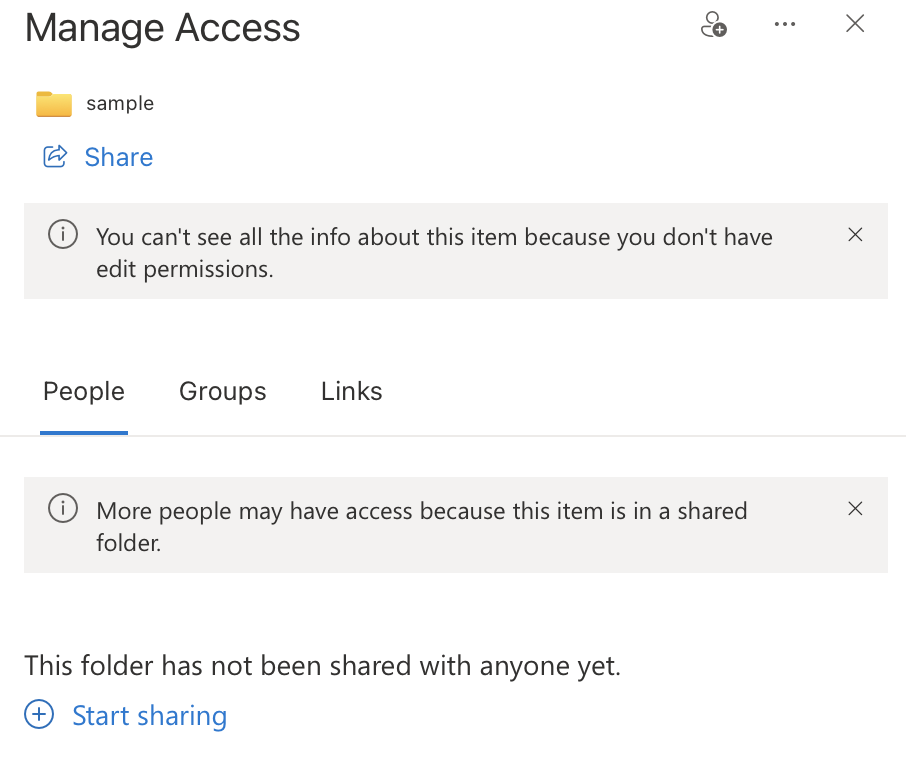 Manage Access
sample
Share
You can't see all the info about this item because you don't have
edit permissions.
People Groups Links
More people may have access because this item is in a shared
folder.
This folder has not been shared with anyone yet.
Start sharing